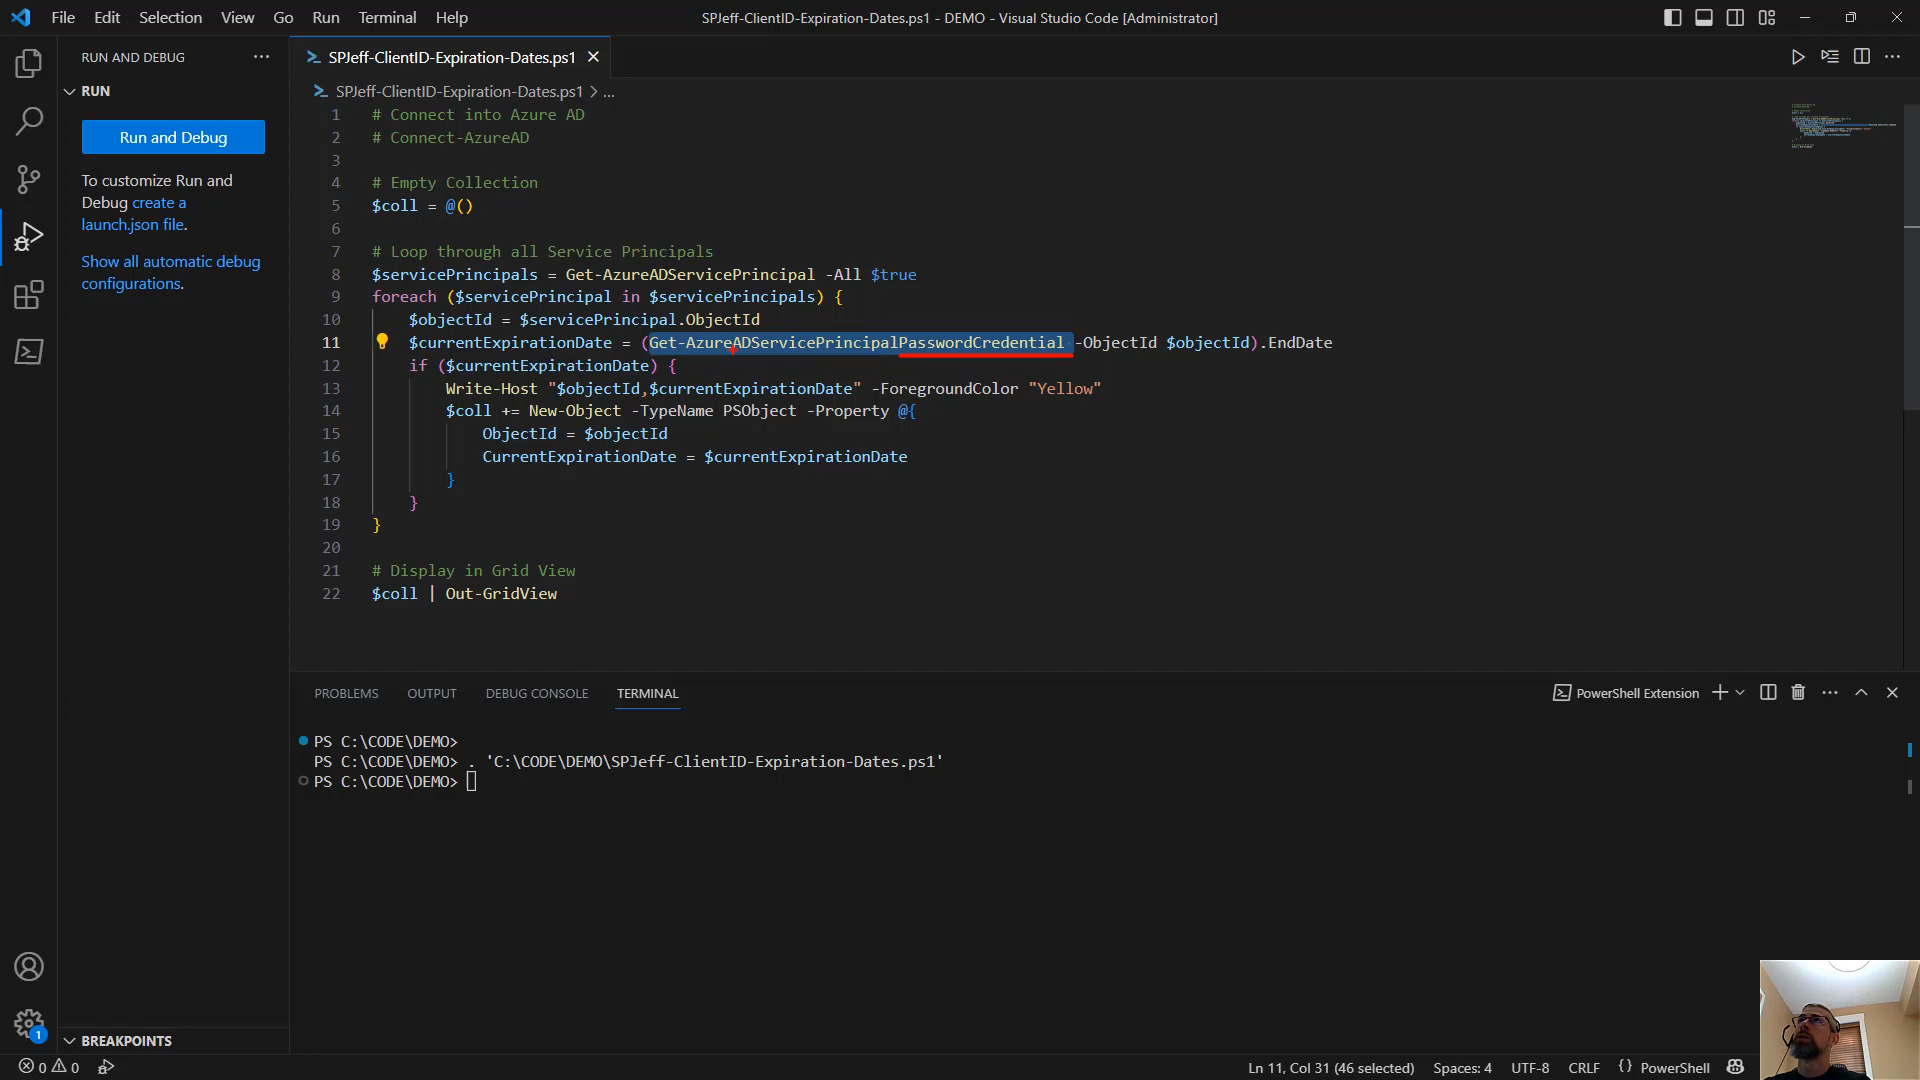 File Edit Selection View Go Run Terminal Help
SPJeff-ClientID-Expiration-Dates.ps1 - DEMO - Visual Studio Code [Administrator]
RUN AND DEBUG
RUN
Run and Debug
To customize Run and
Debug create a
launch.json file.
Show all automatic debug
configurations.
SPJeff-ClientID-Expiration-Dates.ps1
SPJeff-ClientID-Expiration-Dates.ps1 > ...
1 # Connect into Azure AD
2 # Connect-AzureAD
3
4 # Empty Collection
5 $coll = @()
6
7 # Loop through all Service Principals
8 $servicePrincipals = Get-AzureADServicePrincipal -All $true
9 foreach ($servicePrincipal in $servicePrincipals) {
10 $objectId = $servicePrincipal.ObjectId
11 $currentExpirationDate = (Get-AzureADServicePrincipalPasswordCredential -ObjectId $objectId).EndDate
12 if ($currentExpirationDate) {
13 Write-Host "$objectId,$currentExpirationDate" -ForegroundColor "Yellow"
14 $coll += New-Object -TypeName PSObject -Property @{
15 ObjectId = $objectId
16 CurrentExpirationDate = $currentExpirationDate
17 }
18 }
19 }
20
21 # Display in Grid View
22 $coll | Out-GridView
PROBLEMS OUTPUT DEBUG CONSOLE TERMINAL
PowerShell Extension
PS C:\CODE\DEMO>
PS C:\CODE\DEMO> . 'C:\CODE\DEMO\SPJeff-ClientID-Expiration-Dates.ps1'
PS C:\CODE\DEMO>
1
BREAKPOINTS
0 0
Ln 11, Col 31 (46 selected) Spaces: 4 UTF-8 CRLF {} PowerShell